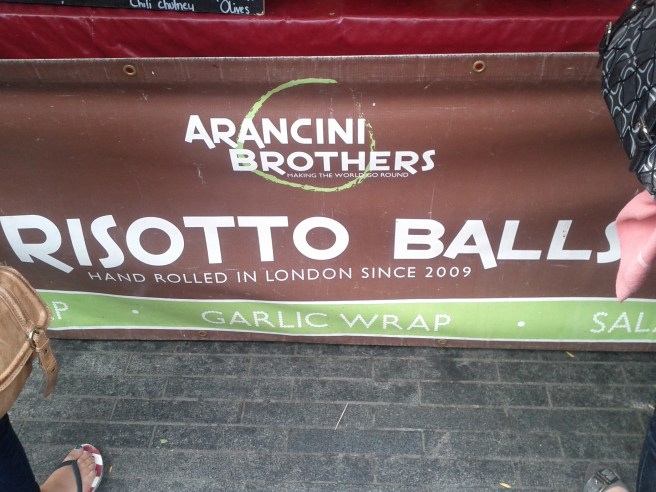 Chili chutney Olives
ARANCINI
BROTHERS
MAKING THE WORLD GO ROUND
RISOTTO BALLS
HAND ROLLED IN LONDON SINCE 2009
GARLIC WRAP